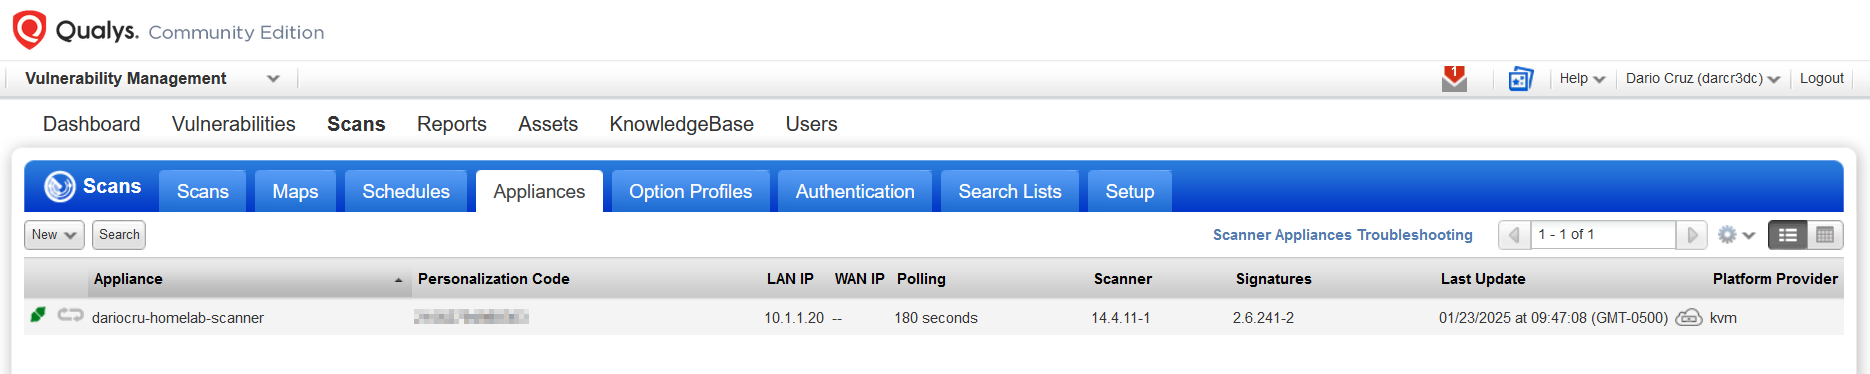 Qualys. Community Edition
Vulnerability Management
1
Help
Dario Cruz (darcr3dc)
Logout
Dashboard Vulnerabilities Scans Reports Assets KnowledgeBase Users
Scans Scans Maps Schedules Appliances Option Profiles Authentication Search Lists Setup
New Search Scanner Appliances Troubleshooting 1 - 1 of 1
Appliance Personalization Code LAN IP WAN IP Polling Scanner Signatures Last Update Platform Provider
dariocru-homelab-scanner 10.1.1.20 -- 180 seconds 14.4.11-1 2.6.241-2 01/23/2025 at 09:47:08 (GMT-0500) kvm